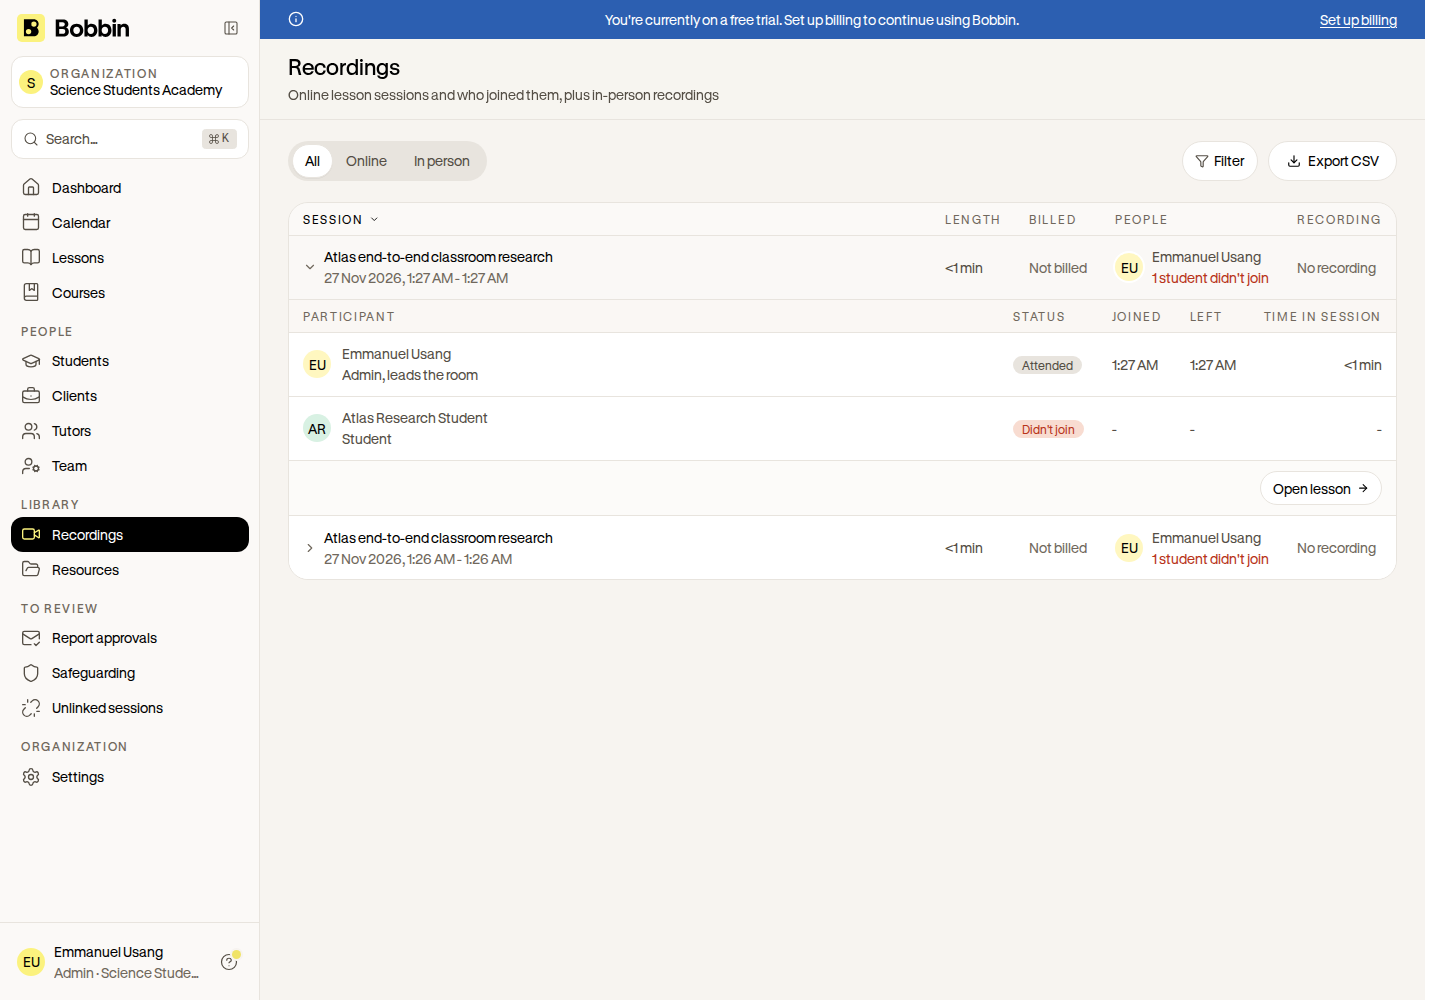 Bobbin
ORGANIZATION
S
Science Students Academy
Search...
⌘ K
Dashboard
Calendar
Lessons
Courses
PEOPLE
Students
Clients
Tutors
Team
LIBRARY
Recordings
Resources
TO REVIEW
Report approvals
Safeguarding
Unlinked sessions
ORGANIZATION
Settings
EU
Emmanuel Usang
Admin · Science Stude...
You're currently on a free trial. Set up billing to continue using Bobbin.
Set up billing
Recordings
Online lesson sessions and who joined them, plus in-person recordings
All Online In person
Filter
Export CSV
SESSION LENGTH BILLED PEOPLE RECORDING
Atlas end-to-end classroom research
27 Nov 2026, 1:27 AM - 1:27 AM
<1 min
Not billed
EU
Emmanuel Usang
1 student didn't join
No recording
PARTICIPANT STATUS JOINED LEFT TIME IN SESSION
EU
Emmanuel Usang
Admin, leads the room
Attended
1:27 AM
1:27 AM
<1 min
AR
Atlas Research Student
Student
Didn't join
-
-
-
Open lesson
Atlas end-to-end classroom research
27 Nov 2026, 1:26 AM - 1:26 AM
<1 min
Not billed
EU
Emmanuel Usang
1 student didn't join
No recording